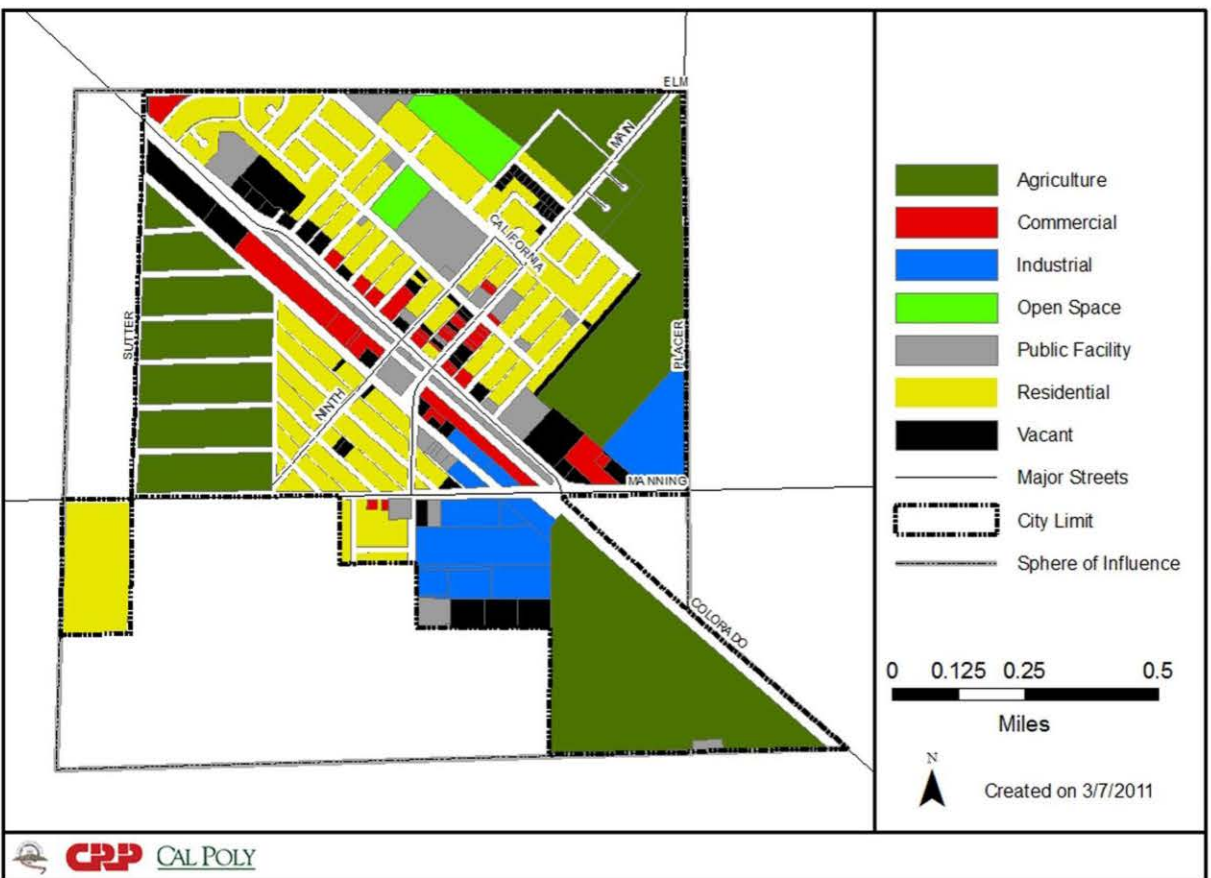 ELM
MAIN
CALIFORNIA
SUTTER
PLACER
NINTH
MANNING
COLORADO
Agriculture
Commercial
Industrial
Open Space
Public Facility
Residential
Vacant
Major Streets
City Limit
Sphere of Influence
0 0.125 0.25 0.5
Miles
N
Created on 3/7/2011
CRP CAL POLY